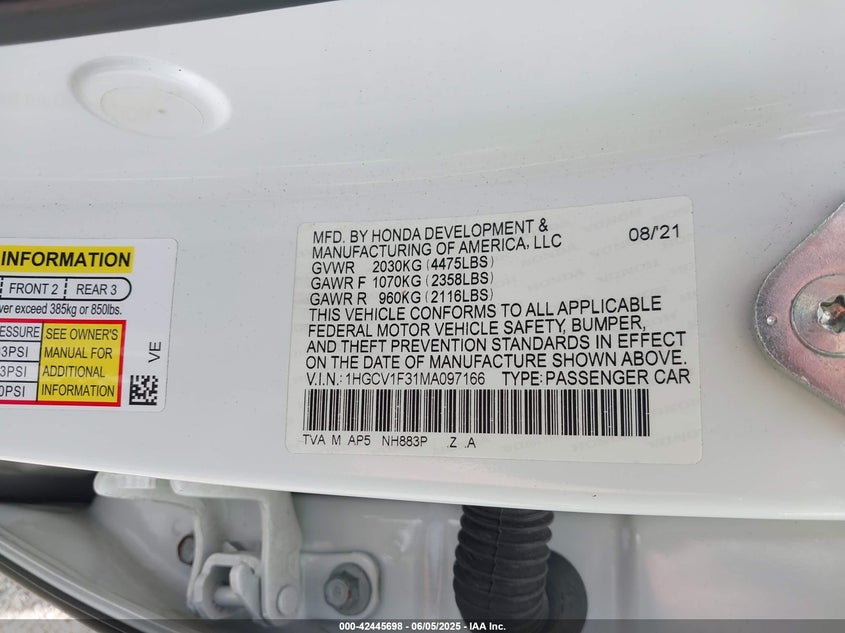 INFORMATION
FRONT 2 REAR 3
ver exceed 385kg or 850lbs.
SEE OWNER'S
MANUAL FOR
ADDITIONAL
INFORMATION
3PSI
3PSI
0PSI
VE
MFD. BY HONDA DEVELOPMENT & 08/'21
MANUFACTURING OF AMERICA, LLC
GVWR 2030KG (4475LBS)
GAWR F 1070KG (2358LBS)
GAWR R 960KG (2116LBS)
THIS VEHICLE CONFORMS TO ALL APPLICABLE
FEDERAL MOTOR VEHICLE SAFETY, BUMPER,
AND THEFT PREVENTION STANDARDS IN EFFECT
ON THE DATE OF MANUFACTURE SHOWN ABOVE.
V.I.N.: 1HGCV1F31MA097166 TYPE: PASSENGER CAR
TVA M AP5 NH883P .Z .A
000-42445698 - 06/05/2025 - IAA Inc.